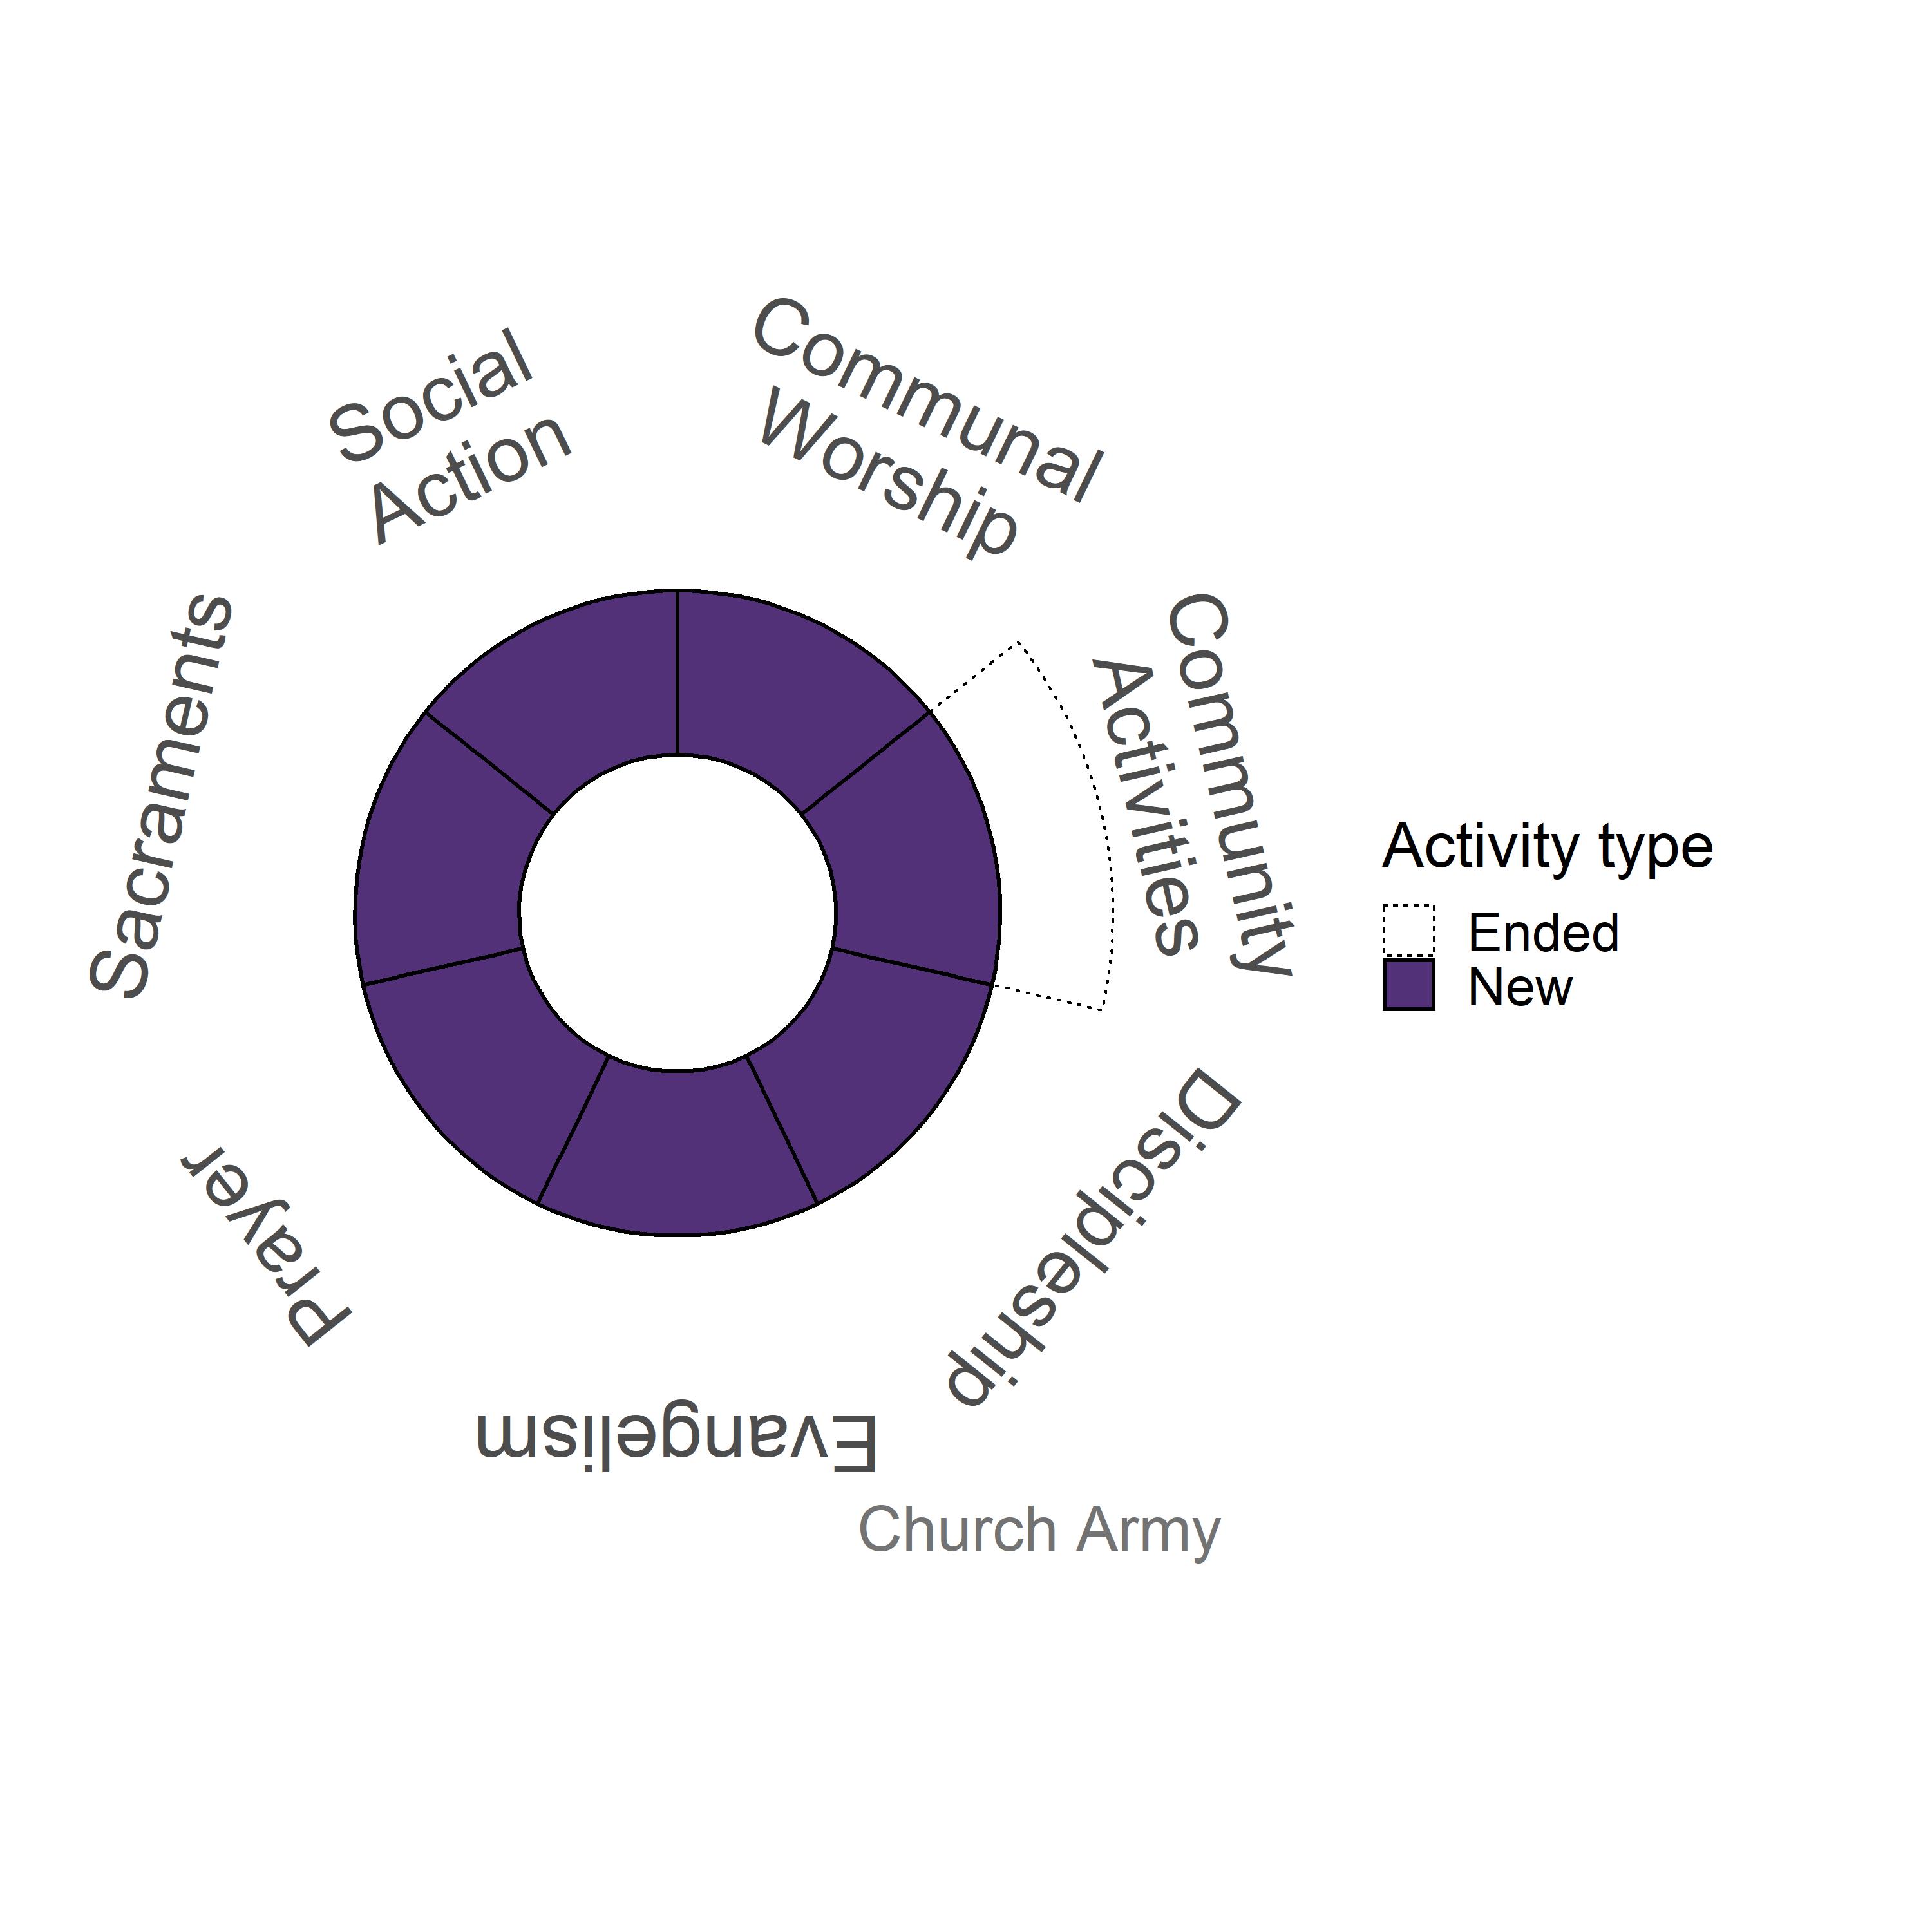 Social
Action
Communal
Worship
Community
Activities
Discipleship
Evangelism
Prayer
Sacraments
Activity type
Ended
New
Church Army